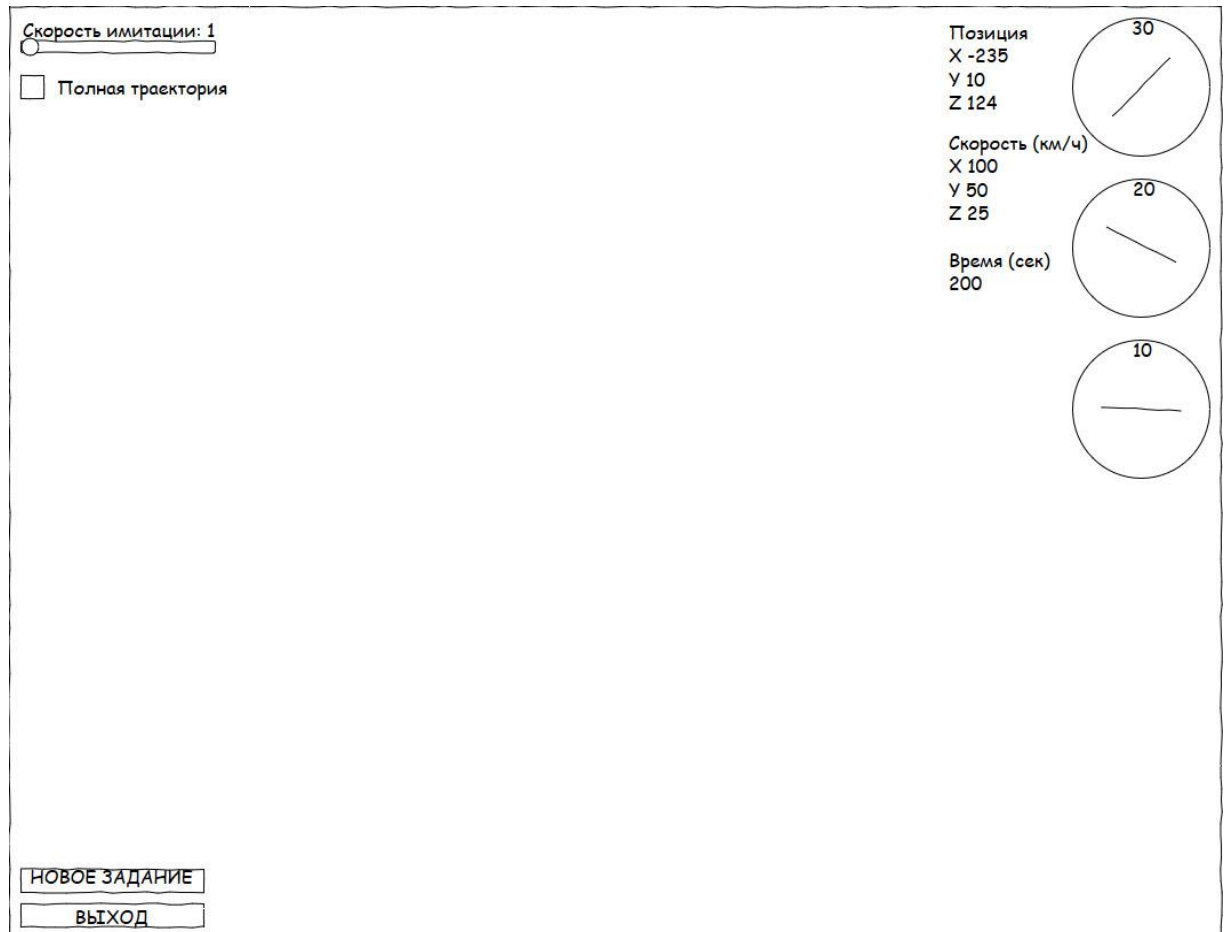 Скорость имитации: 1
Полная траектория
Позиция
X -235
Y 10
Z 124
Скорость (км/ч)
X 100
Y 50
Z 25
Время (сек)
200
30
20
10
НОВОЕ ЗАДАНИЕ
ВЫХОД